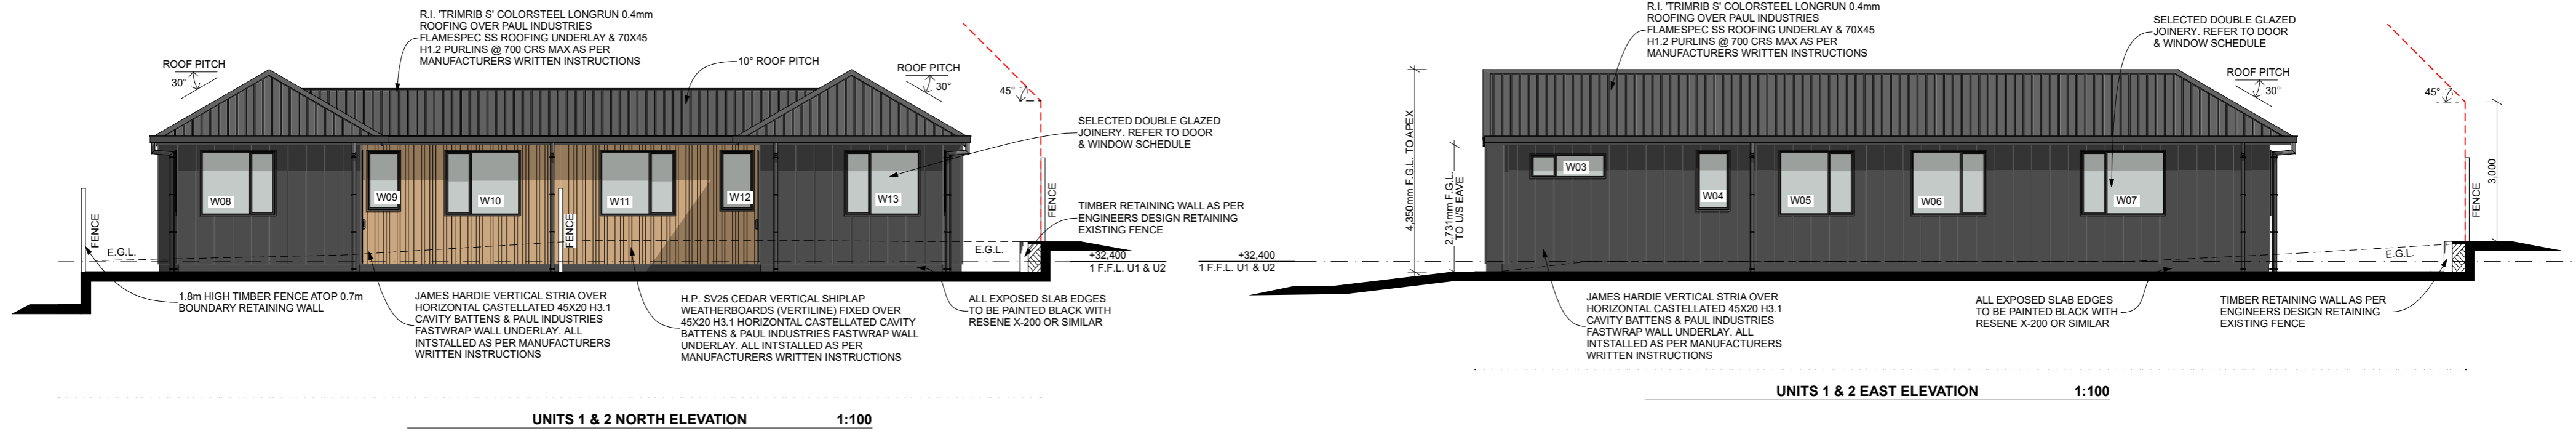 R.I. 'TRIMRIB S' COLORSTEEL LONGRUN 0.4mm
ROOFING OVER PAUL INDUSTRIES
FLAMESPEC SS ROOFING UNDERLAY & 70X45
H1.2 PURLINS @ 700 CRS MAX AS PER
MANUFACTURERS WRITTEN INSTRUCTIONS
ROOF PITCH
30°
10° ROOF PITCH
ROOF PITCH
30°
45°
SELECTED DOUBLE GLAZED
JOINERY. REFER TO DOOR
& WINDOW SCHEDULE
W08
W09
W10
W11
W12
W13
FENCE
FENCE
FENCE
E.G.L.
E.G.L.
TIMBER RETAINING WALL AS PER
ENGINEERS DESIGN RETAINING
EXISTING FENCE
+32,400
1 F.F.L. U1 & U2
1.8m HIGH TIMBER FENCE ATOP 0.7m
BOUNDARY RETAINING WALL
JAMES HARDIE VERTICAL STRIA OVER
HORIZONTAL CASTELLATED 45X20 H3.1
CAVITY BATTENS & PAUL INDUSTRIES
FASTWRAP WALL UNDERLAY. ALL
INTSTALLED AS PER MANUFACTURERS
WRITTEN INSTRUCTIONS
H.P. SV25 CEDAR VERTICAL SHIPLAP
WEATHERBOARDS (VERTILINE) FIXED OVER
45X20 H3.1 HORIZONTAL CASTELLATED CAVITY
BATTENS & PAUL INDUSTRIES FASTWRAP WALL
UNDERLAY. ALL INTSTALLED AS PER
MANUFACTURERS WRITTEN INSTRUCTIONS
ALL EXPOSED SLAB EDGES
TO BE PAINTED BLACK WITH
RESENE X-200 OR SIMILAR
UNITS 1 & 2 NORTH ELEVATION 1:100
R.I. 'TRIMRIB S' COLORSTEEL LONGRUN 0.4mm
ROOFING OVER PAUL INDUSTRIES
FLAMESPEC SS ROOFING UNDERLAY & 70X45
H1.2 PURLINS @ 700 CRS MAX AS PER
MANUFACTURERS WRITTEN INSTRUCTIONS
SELECTED DOUBLE GLAZED
JOINERY. REFER TO DOOR
& WINDOW SCHEDULE
ROOF PITCH
30°
45°
4,350mm F.G.L. TO APEX
2,731mm F.G.L.
TO U/S EAVE
W03
W04
W05
W06
W07
3,000
FENCE
E.G.L.
+32,400
1 F.F.L. U1 & U2
JAMES HARDIE VERTICAL STRIA OVER
HORIZONTAL CASTELLATED 45X20 H3.1
CAVITY BATTENS & PAUL INDUSTRIES
FASTWRAP WALL UNDERLAY. ALL
INTSTALLED AS PER MANUFACTURERS
WRITTEN INSTRUCTIONS
ALL EXPOSED SLAB EDGES
TO BE PAINTED BLACK WITH
RESENE X-200 OR SIMILAR
TIMBER RETAINING WALL AS PER
ENGINEERS DESIGN RETAINING
EXISTING FENCE
UNITS 1 & 2 EAST ELEVATION 1:100